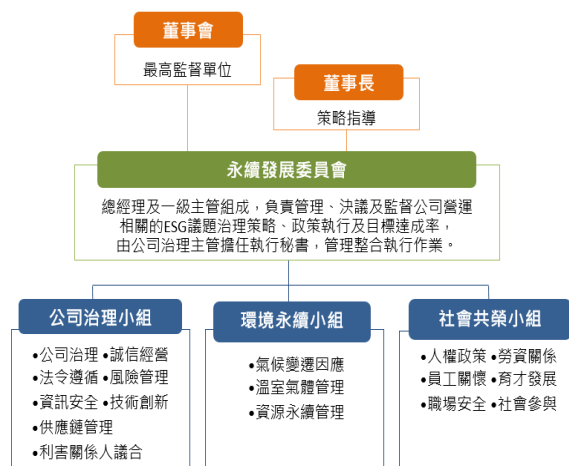 董事會
最高監督單位
董事長
策略指導
永續發展委員會
總經理及一級主管組成，負責管理、決議及監督公司營運
相關的ESG議題治理策略、政策執行及目標達成率，
由公司治理主管擔任執行秘書，管理整合執行作業。
公司治理小組
•公司治理 •誠信經營
•法令遵循 •風險管理
•資訊安全 •技術創新
•供應鏈管理
•利害關係人議合
環境永續小組
•氣候變遷因應
•溫室氣體管理
•資源永續管理
社會共榮小組
•人權政策 •勞資關係
•員工關懷 •育才發展
•職場安全 •社會參與